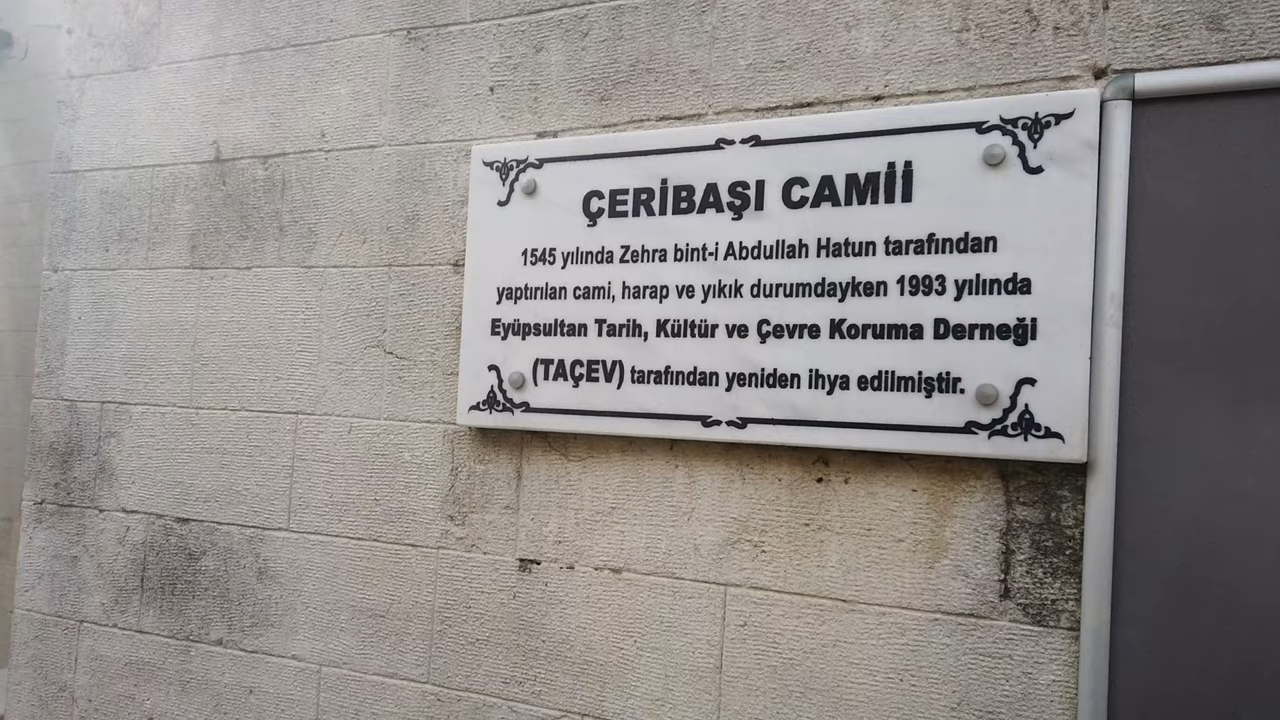 ÇERİBAŞI CAMİİ
1545 yılında Zehra bint-i Abdullah Hatun tarafından
yaptırılan cami, harap ve yıkık durumdayken 1993 yılında
Eyüpsultan Tarih, Kültür ve Çevre Koruma Derneği
(TAÇEV) tarafından yeniden ihya edilmiştir.